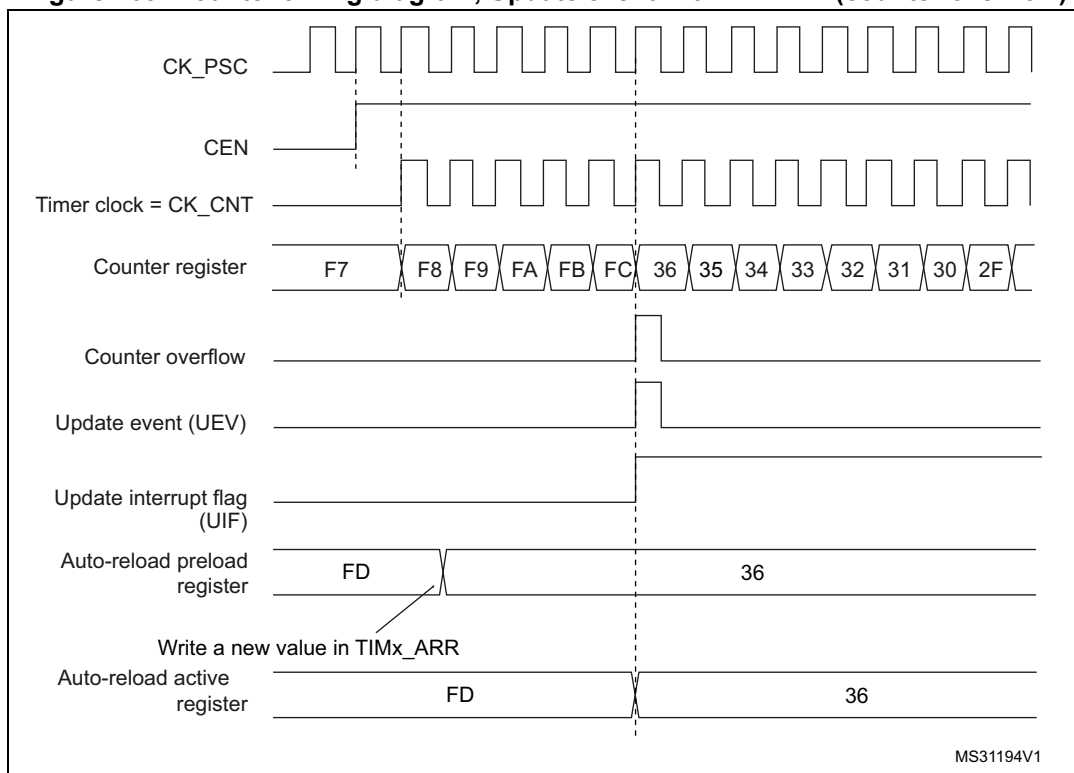 CK_PSC
CEN
Timer clock = CK_CNT
Counter register F7 F8 F9 FA FB FC 36 35 34 33 32 31 30 2F
Counter overflow
Update event (UEV)
Update interrupt flag
(UIF)
Auto-reload preload
register
FD 36
Write a new value in TIMx_ARR
Auto-reload active
register
FD 36
MS31194V1